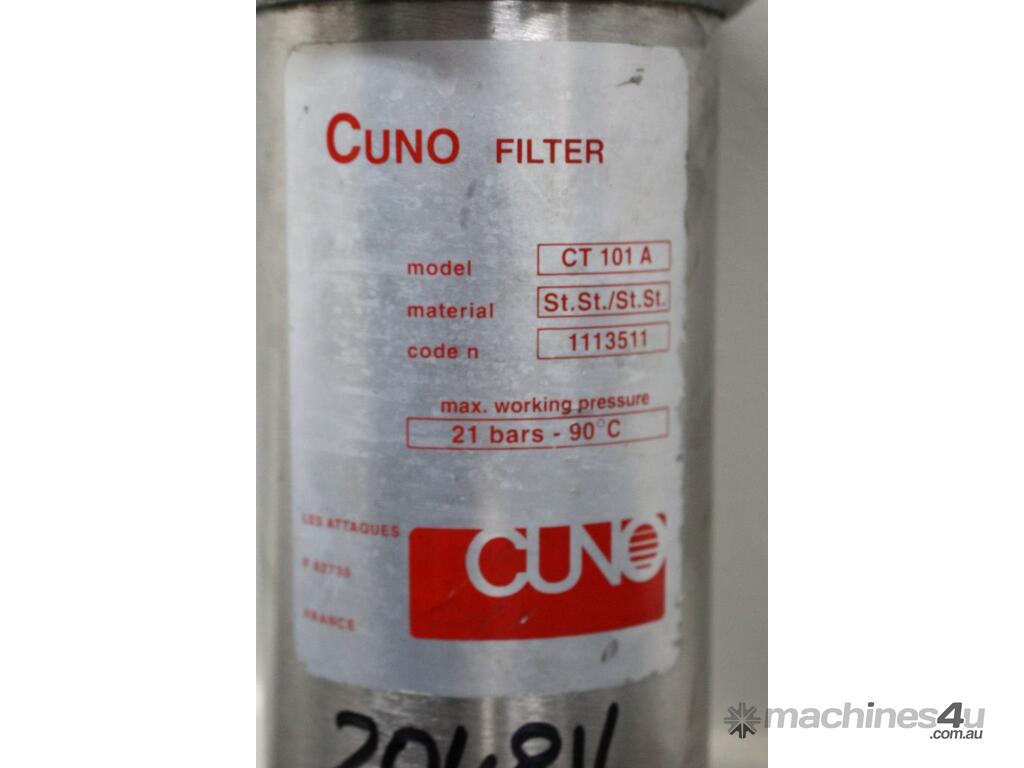 CUNO FILTER
model CT 101 A
material St.St./St.St.
code n 1113511
max. working pressure
21 bars - 90°C
LES ATTAQUES
F 62730
FRANCE
CUNO
machines4u
.com.au